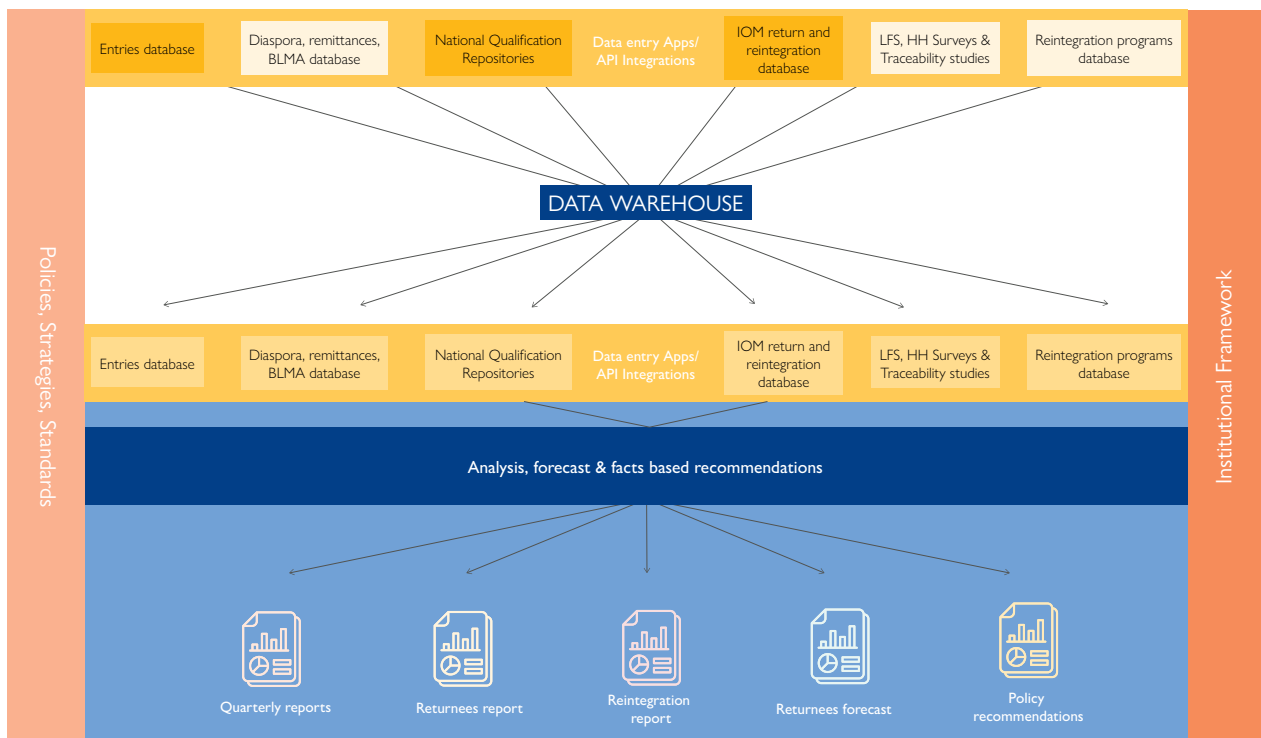 Entries database
Diaspora, remittances,
BLMA database
National Qualification
Repositories
Data entry Apps/
API Integrations
IOM return and
reintegration
database
LFS, HH Surveys &
Traceability studies
Reintegration programs
database
DATA WAREHOUSE
Policies, Strategies, Standards
Institutional Framework
Entries database
Diaspora, remittances,
BLMA database
National Qualification
Repositories
Data entry Apps/
API Integrations
IOM return and
reintegration
database
LFS, HH Surveys &
Traceability studies
Reintegration programs
database
Analysis, forecast & facts based recommendations
Quarterly reports
Returnees report
Reintegration
report
Returnees forecast
Policy
recommendations